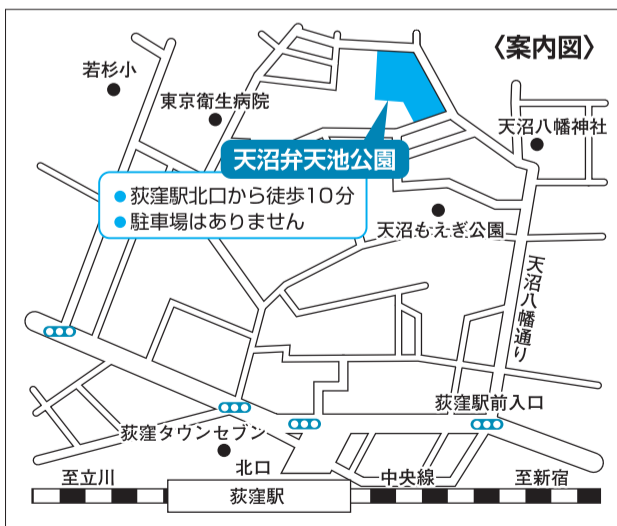 〈案内図〉
若杉小
東京衛生病院
天沼八幡神社
天沼弁天池公園
● 荻窪駅北口から徒歩10分
● 駐車場はありません
天沼もえぎ公園
天沼八幡通り
荻窪駅前入口
荻窪タウンセブン
北口
至立川
中央線
至新宿
荻窪駅